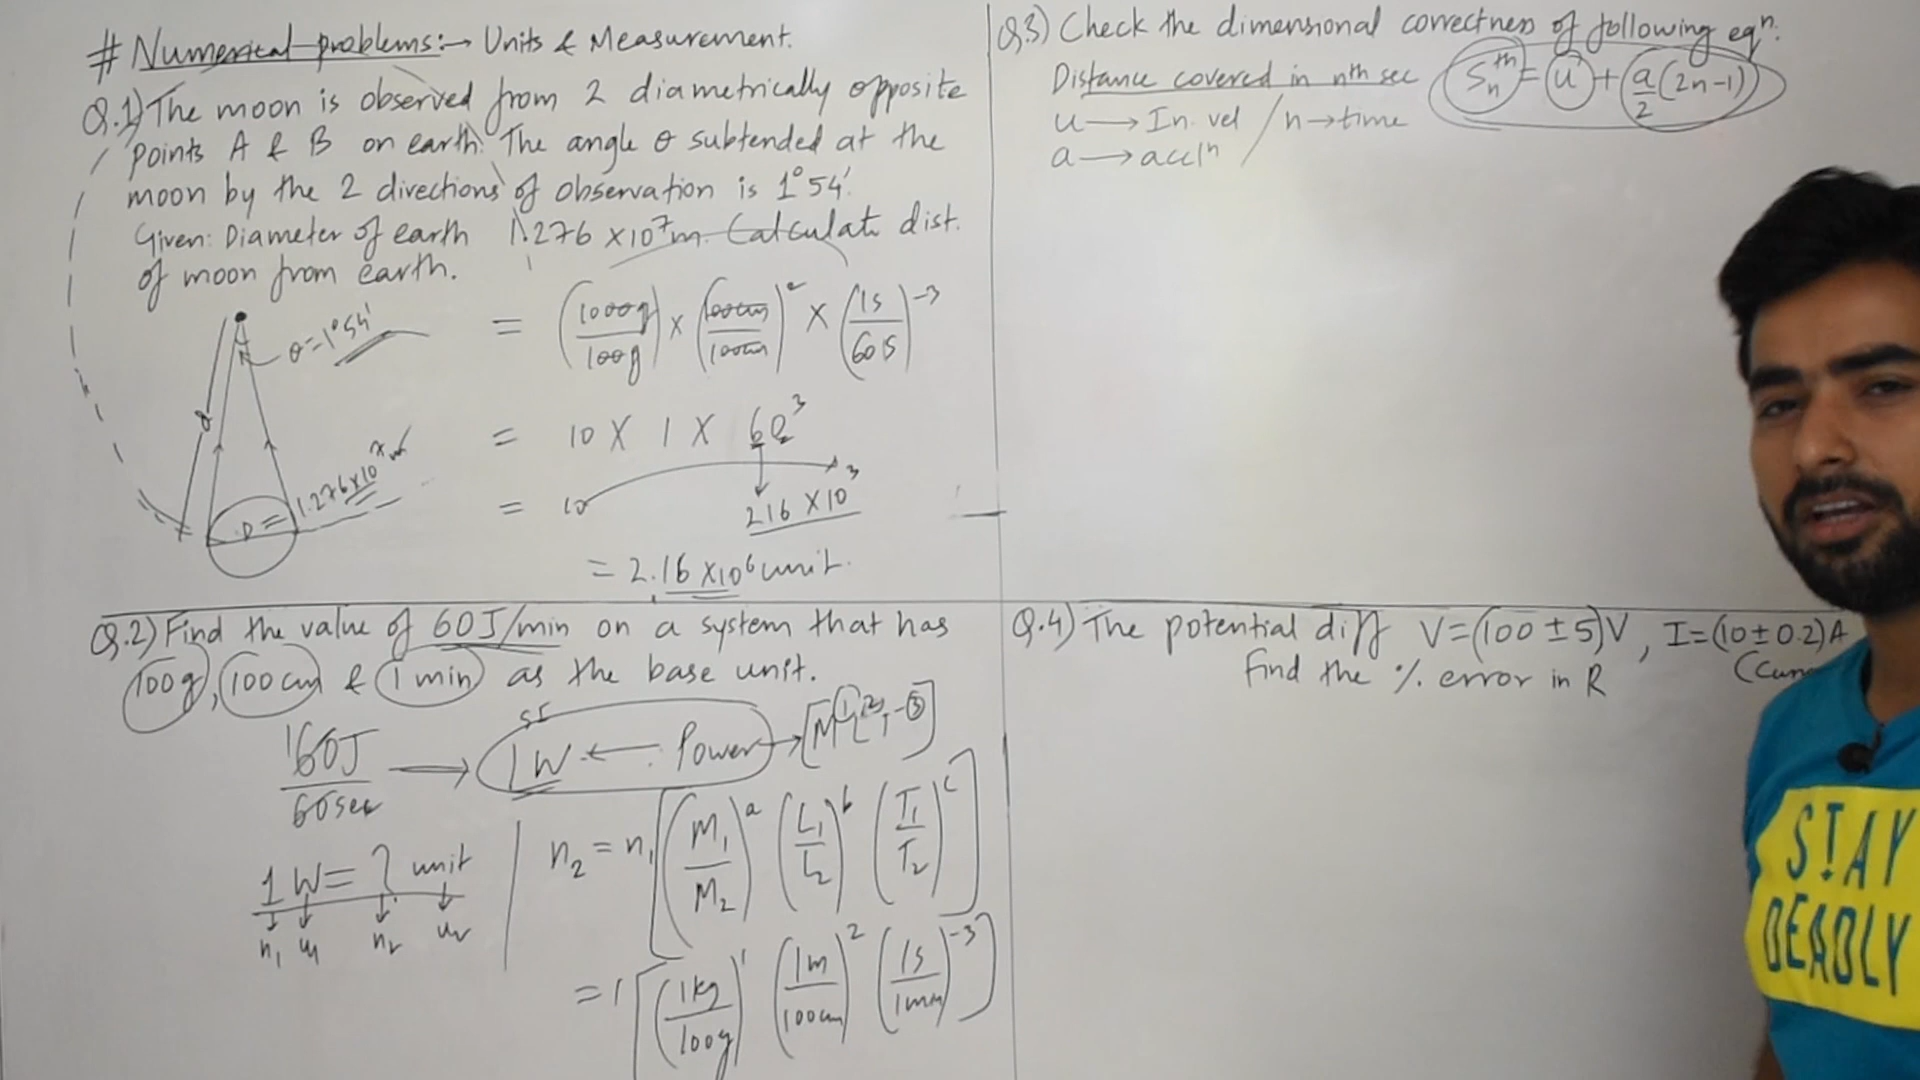 # Numerical problems:→ Units & Measurement.
Q.1) The moon is observed from 2 diametrically opposite
points A & B on earth. The angle θ subtended at the
moon by the 2 directions of observation is 1°54'.
Given: Diameter of earth 1.276 ×10⁷m. Calculate dist.
of moon from earth.
θ=1°54'
D = 1.276×10⁷m
= (1000g/100g) × (100cm/100cm)² × (1s/60s)⁻³
= 10 × 1 × 60³
= 10 216 ×10³
= 2.16 ×10⁶ unit.
Q.2) Find the value of 60J/min on a system that has
100g, 100 cm & 1 min as the base unit.
60J/60sec → 1W ← Power → [M¹L²T⁻³]
SI
1 W = ? unit
n₁ u₁ n₂ u₂
n₂ = n₁[(M₁/M₂)ᵃ (L₁/L₂)ᵇ (T₁/T₂)ᶜ]
= 1[(1kg/100g)¹ (1m/100cm)² (1s/1min)⁻³]
Q.3) Check the dimensional correctness of following eqⁿ.
Distance covered in nth sec Sₙth = u + a/2(2n-1)
u → In. vel / n → time
a → acclⁿ
Q.4) The potential diff V=(100±5)V, I=(10±0.2)A
Find the % error in R
STAY
DEADLY